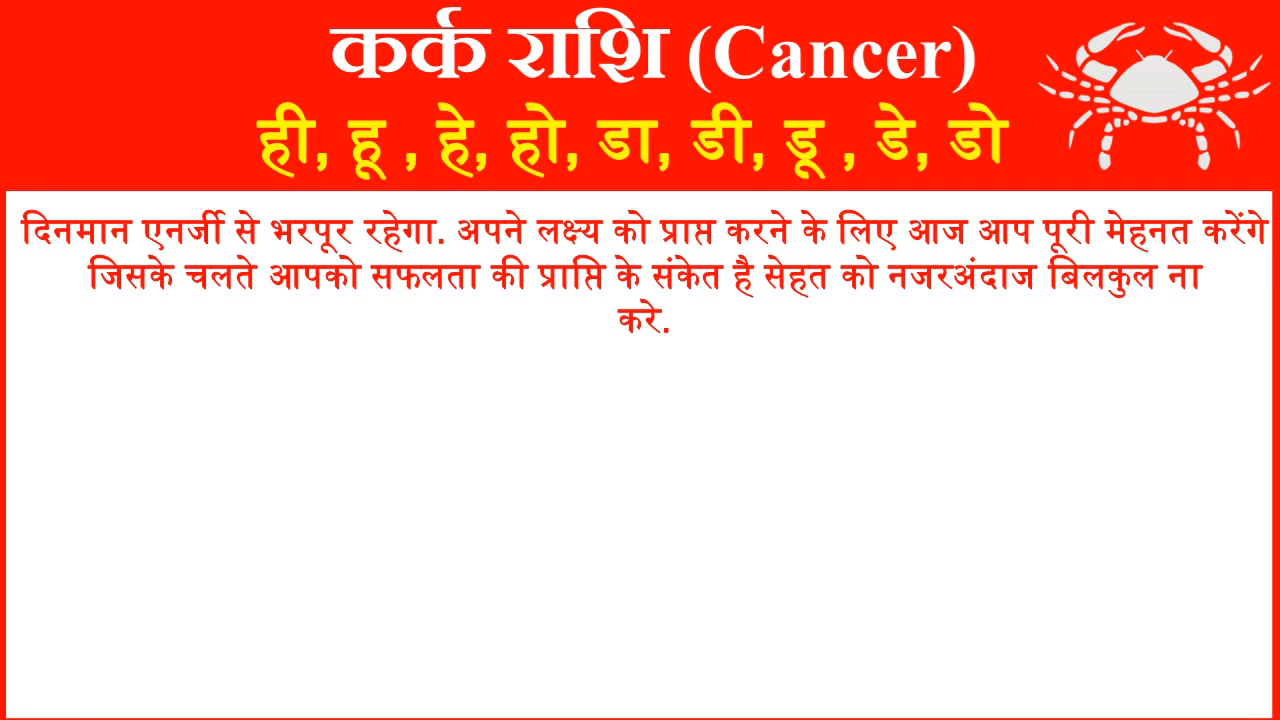 कर्क राशि (Cancer)
ही, हू , हे, हो, डा, डी, डू , डे, डो
दिनमान एनर्जी से भरपूर रहेगा. अपने लक्ष्य को प्राप्त करने के लिए आज आप पूरी मेहनत करेंगे
जिसके चलते आपको सफलता की प्राप्ति के संकेत है सेहत को नजरअंदाज बिलकुल ना
करे.